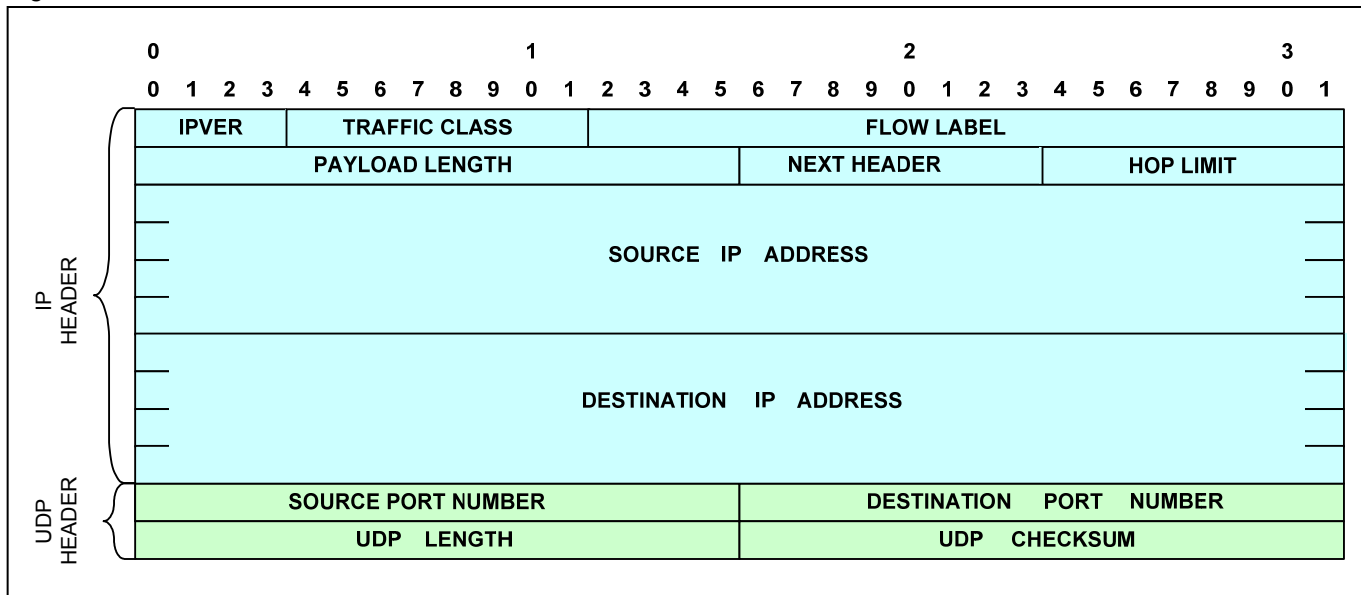 0 1 2 3
0 1 2 3 4 5 6 7 8 9 0 1 2 3 4 5 6 7 8 9 0 1 2 3 4 5 6 7 8 9 0 1
IPVER TRAFFIC CLASS FLOW LABEL
PAYLOAD LENGTH NEXT HEADER HOP LIMIT
SOURCE IP ADDRESS
IP
HEADER
DESTINATION IP ADDRESS
UDP
HEADER
SOURCE PORT NUMBER DESTINATION PORT NUMBER
UDP LENGTH UDP CHECKSUM